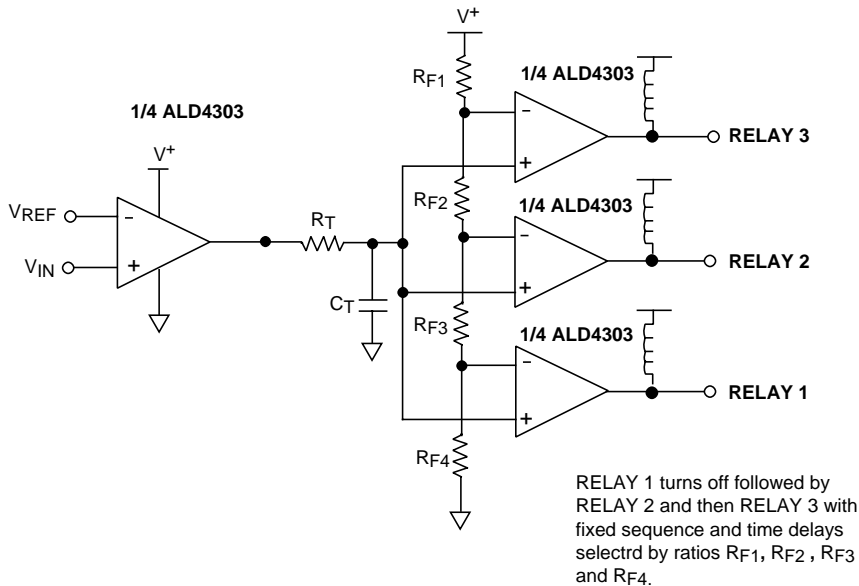 V+
1/4 ALD4303
RF1
1/4 ALD4303
−
+
RELAY 3
V+
VREF
−
VIN
+
RT
CT
RF2
1/4 ALD4303
−
+
RELAY 2
RF3
1/4 ALD4303
−
+
RELAY 1
RF4
RELAY 1 turns off followed by
RELAY 2 and then RELAY 3 with
fixed sequence and time delays
selectrd by ratios RF1, RF2 , RF3
and RF4.